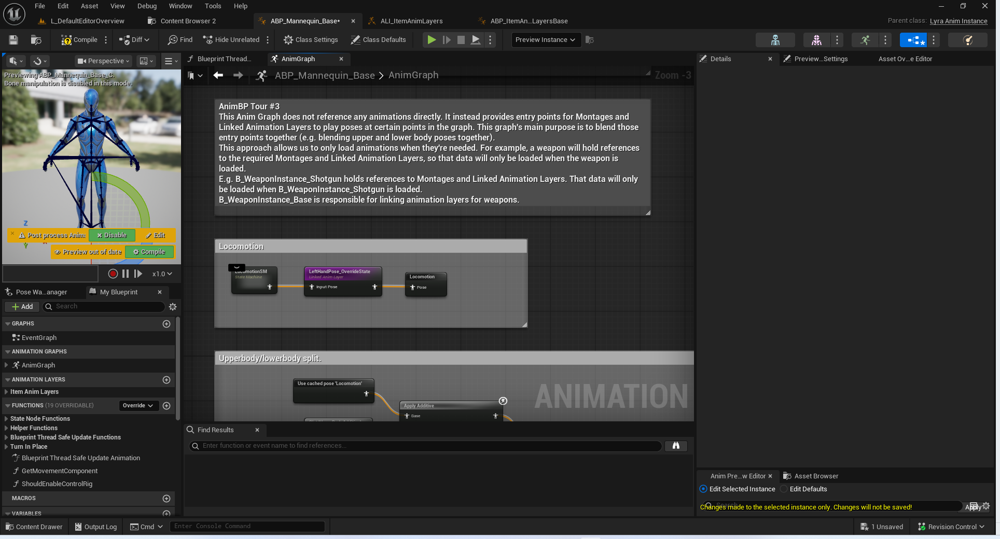 File Edit Asset View Debug Window Tools Help
L_DefaultEditorOverview
Content Browser 2
ABP_Mannequin_Base*
ALI_ItemAnimLayers
ABP_ItemAn...LayersBase
Parent class: Lyra Anim Instance
Compile
Diff
Find
Hide Unrelated
Class Settings
Class Defaults
Preview Instance
Perspective
Previewing ABP_Mannequin_Base_C.
Bone manipulation is disabled in this mode.
Z
Post process Anim
Disable
Edit
Preview out of date
Compile
x1.0
Pose Wa...anager
My Blueprint
Add
Search
GRAPHS
EventGraph
ANIMATION GRAPHS
AnimGraph
ANIMATION LAYERS
Item Anim Layers
FUNCTIONS (19 OVERRIDABLE)
Override
State Node Functions
Helper Functions
Blueprint Thread Safe Update Functions
Turn In Place
Blueprint Thread Safe Update Animation
GetMovementComponent
ShouldEnableControlRig
MACROS
VARIABLES
Blueprint Thread...
AnimGraph
ABP_Mannequin_Base > AnimGraph
Zoom -3
AnimBP Tour #3
This Anim Graph does not reference any animations directly. It instead provides entry points for Montages and
Linked Animation Layers to play poses at certain points in the graph. This graph's main purpose is to blend those
entry points together (e.g. blending upper and lower body poses together).
This approach allows us to only load animations when they're needed. For example, a weapon will hold references
to the required Montages and Linked Animation Layers, so that data will only be loaded when the weapon is
loaded.
E.g. B_WeaponInstance_Shotgun holds references to Montages and Linked Animation Layers. That data will only
be loaded when B_WeaponInstance_Shotgun is loaded.
B_WeaponInstance_Base is responsible for linking animation layers for weapons.
Locomotion
LocomotionSM
State Machine
LeftHandPose_OverrideState
Linked Anim Layer
Input Pose
Locomotion
Pose
Upperbody/lowerbody split.
Use cached pose 'Locomotion'
Apply Additive
Base
ANIMATION
Find Results
Enter function or event name to find references...
Details
Preview...Settings
Asset Ov...e Editor
Anim Pre...w Editor
Asset Browser
Edit Selected Instance
Edit Defaults
Search
Changes made to the selected instance only. Changes will not be saved!
Apply
Content Drawer
Output Log
Cmd
Enter Console Command
1 Unsaved
Revision Control